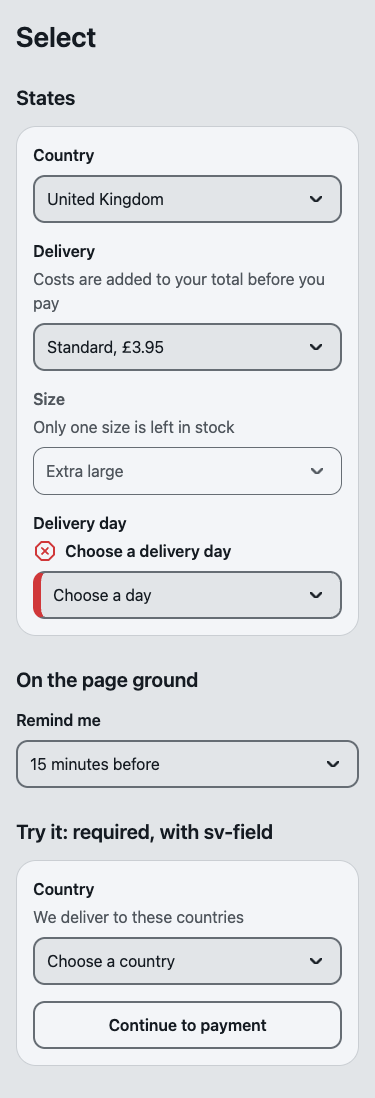 Select
States
Country
United Kingdom
Delivery
Costs are added to your total before you
pay
Standard, £3.95
Size
Only one size is left in stock
Extra large
Delivery day
Choose a delivery day
Choose a day
On the page ground
Remind me
15 minutes before
Try it: required, with sv-field
Country
We deliver to these countries
Choose a country
Continue to payment